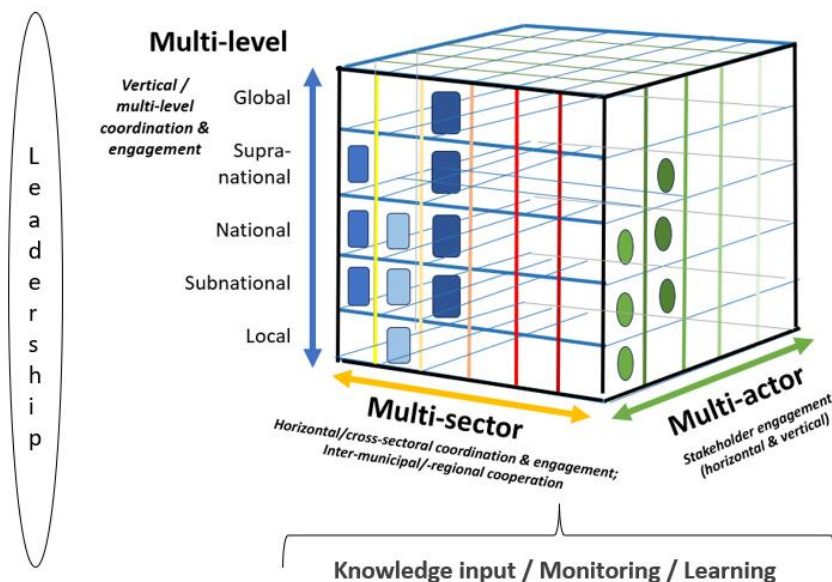 Leadership
Multi-level
Vertical /
multi-level
coordination &
engagement
Global
Supra-
national
National
Subnational
Local
Multi-sector
Horizontal/cross-sectoral coordination & engagement;
Inter-municipal/-regional cooperation
Multi-actor
Stakeholder engagement
(horizontal & vertical)
Knowledge input / Monitoring / Learning